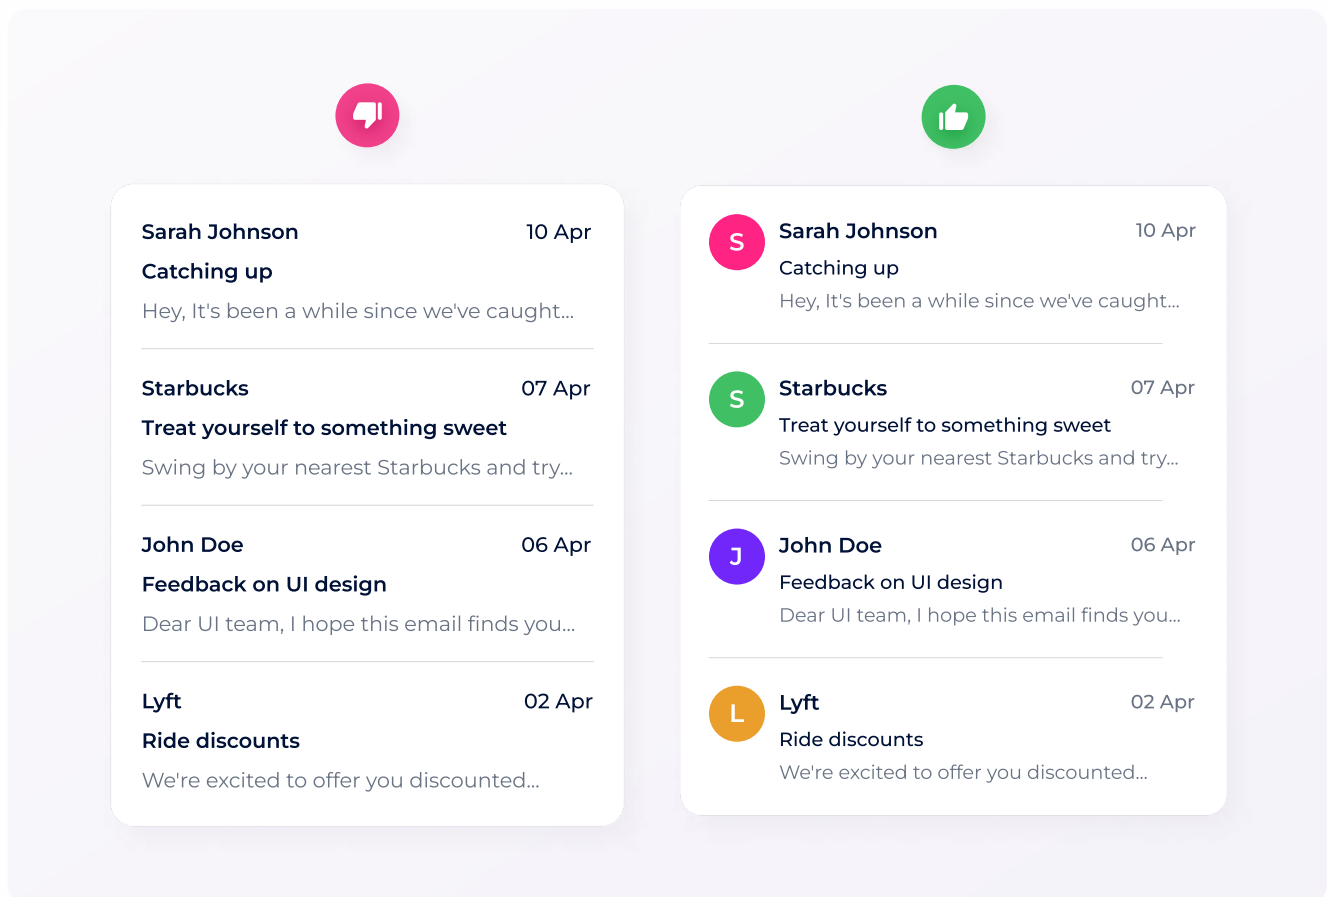 Sarah Johnson 10 Apr
Catching up
Hey, It's been a while since we've caught...
Starbucks 07 Apr
Treat yourself to something sweet
Swing by your nearest Starbucks and try...
John Doe 06 Apr
Feedback on UI design
Dear UI team, I hope this email finds you...
Lyft 02 Apr
Ride discounts
We're excited to offer you discounted...
S Sarah Johnson 10 Apr
Catching up
Hey, It's been a while since we've caught...
S Starbucks 07 Apr
Treat yourself to something sweet
Swing by your nearest Starbucks and try...
J John Doe 06 Apr
Feedback on UI design
Dear UI team, I hope this email finds you...
L Lyft 02 Apr
Ride discounts
We're excited to offer you discounted...